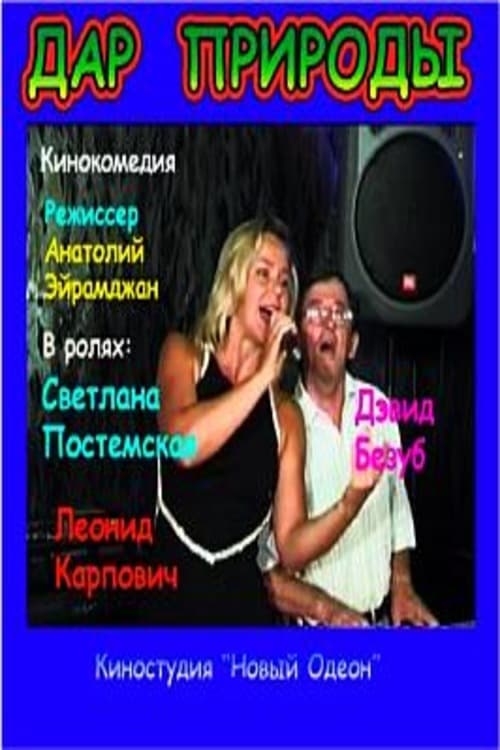 ДАР ПРИРОДЫ
Кинокомедия
Режиссер
Анатолий
Эйрамджан
В ролях:
Светлана
Постемская
Дэвид
Безуб
Леонид
Карпович
Киностудия "Новый Одеон"